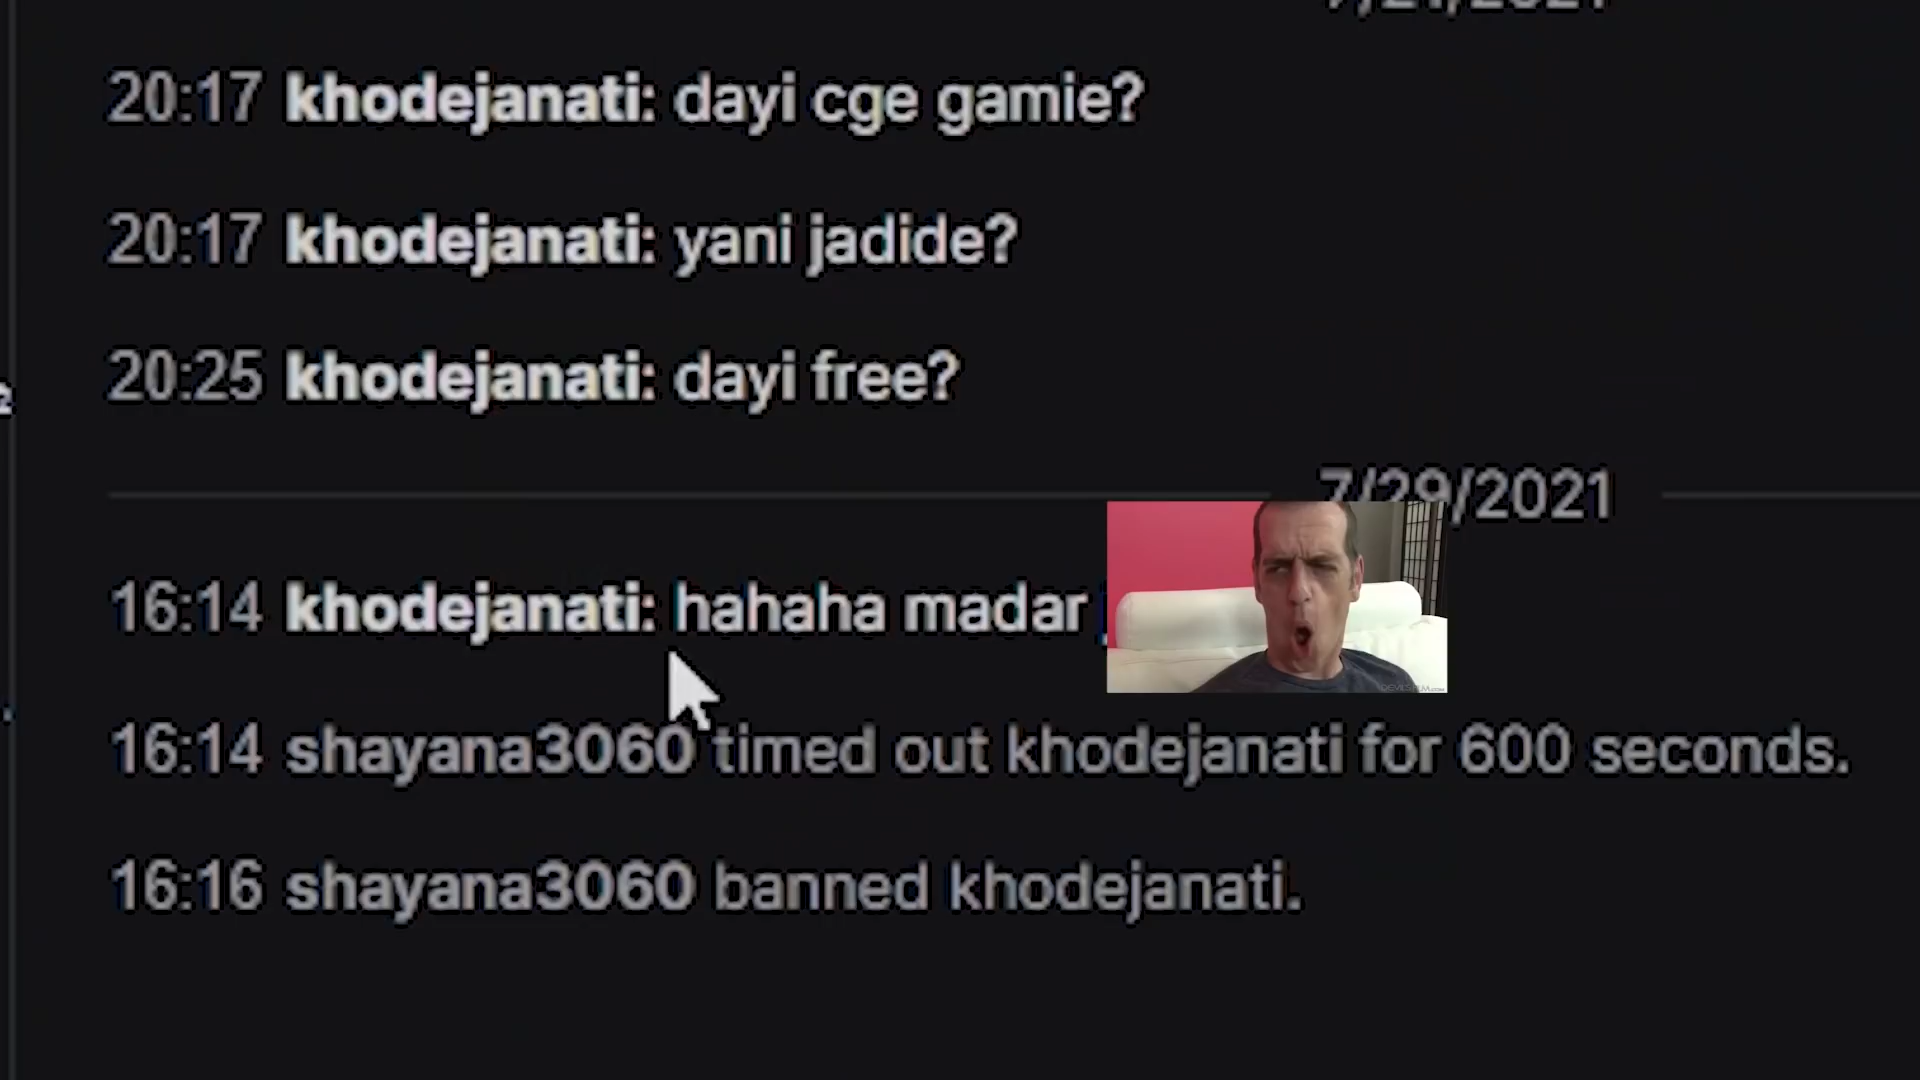 20:17 khodejanati: dayi cge gamie?
20:17 khodejanati: yani jadide?
20:25 khodejanati: dayi free?
7/29/2021
16:14 khodejanati: hahaha madar
16:14 shayana3060 timed out khodejanati for 600 seconds.
16:16 shayana3060 banned khodejanati.